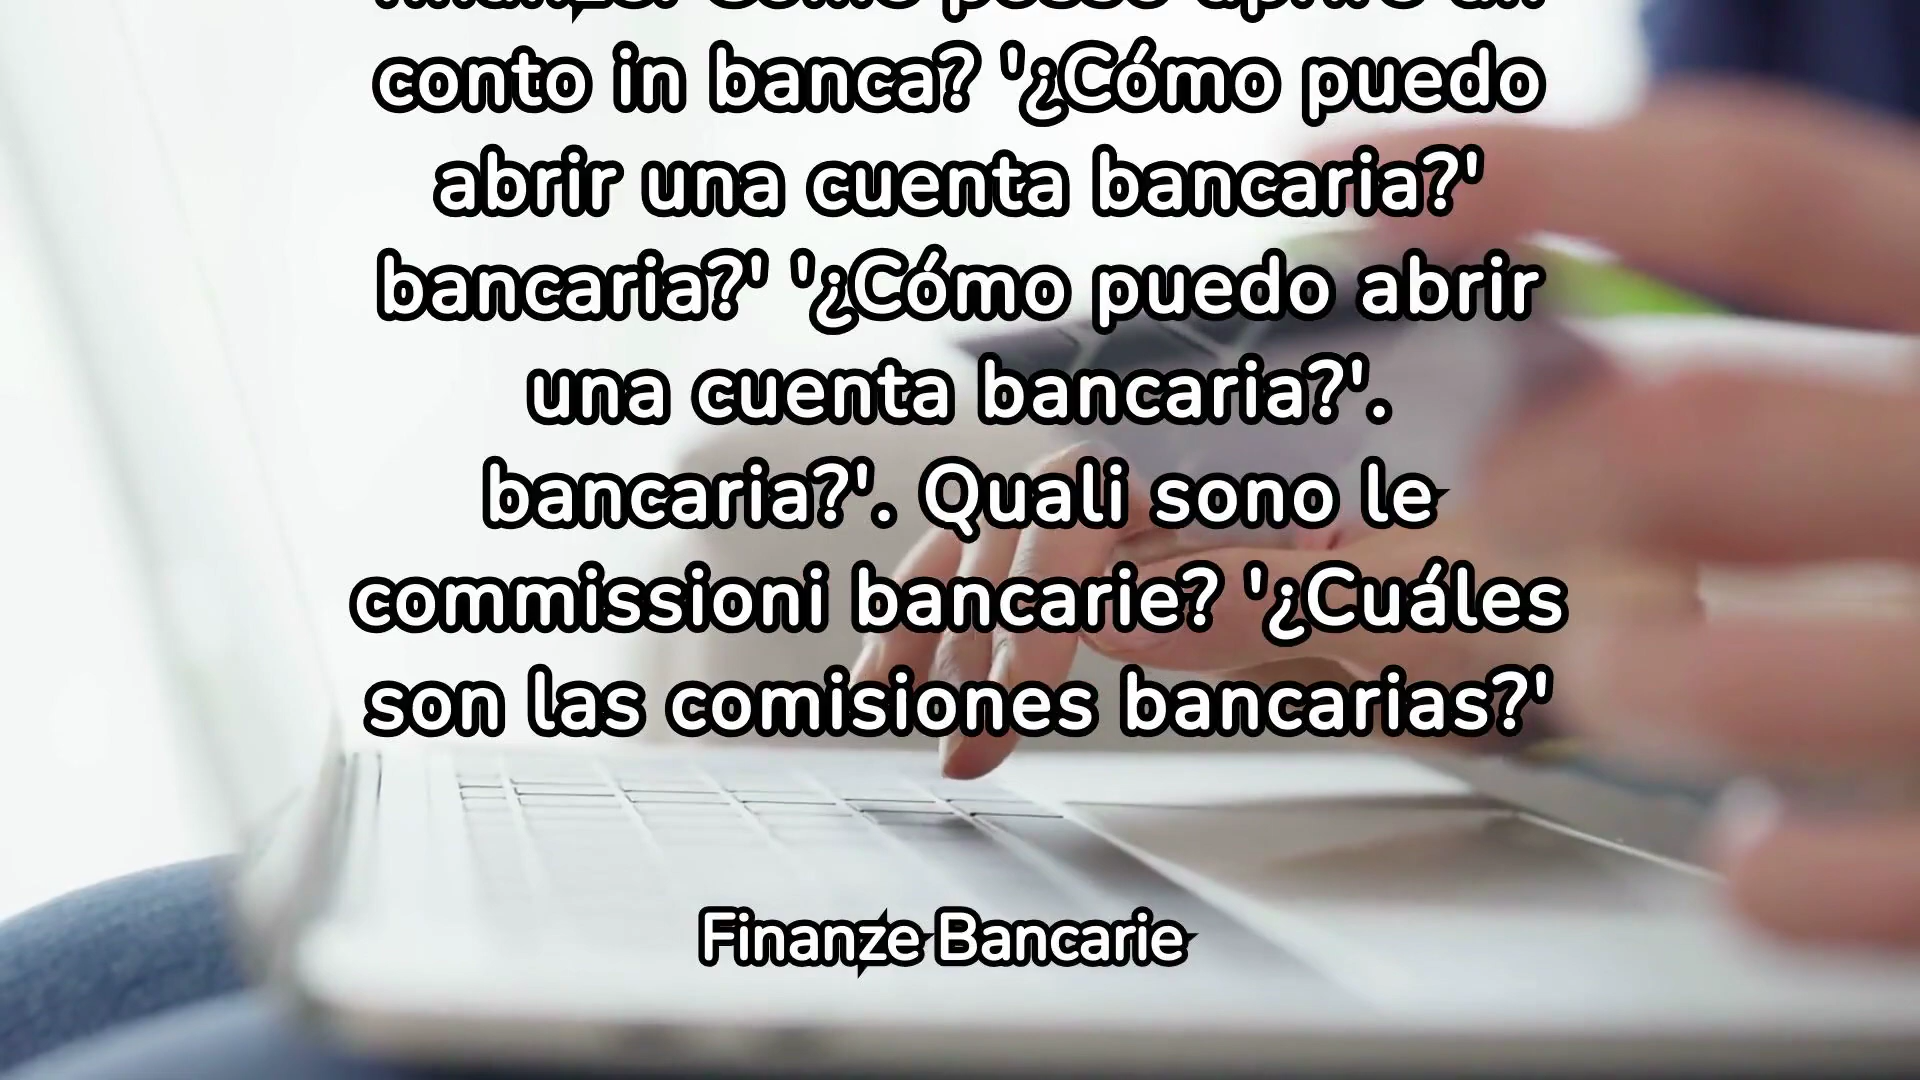 conto in banca? '¿Cómo puedo
abrir una cuenta bancaria?'
bancaria?' '¿Cómo puedo abrir
una cuenta bancaria?'.
bancaria?'. Quali sono le
commissioni bancarie? '¿Cuáles
son las comisiones bancarias?'
Finanze Bancarie